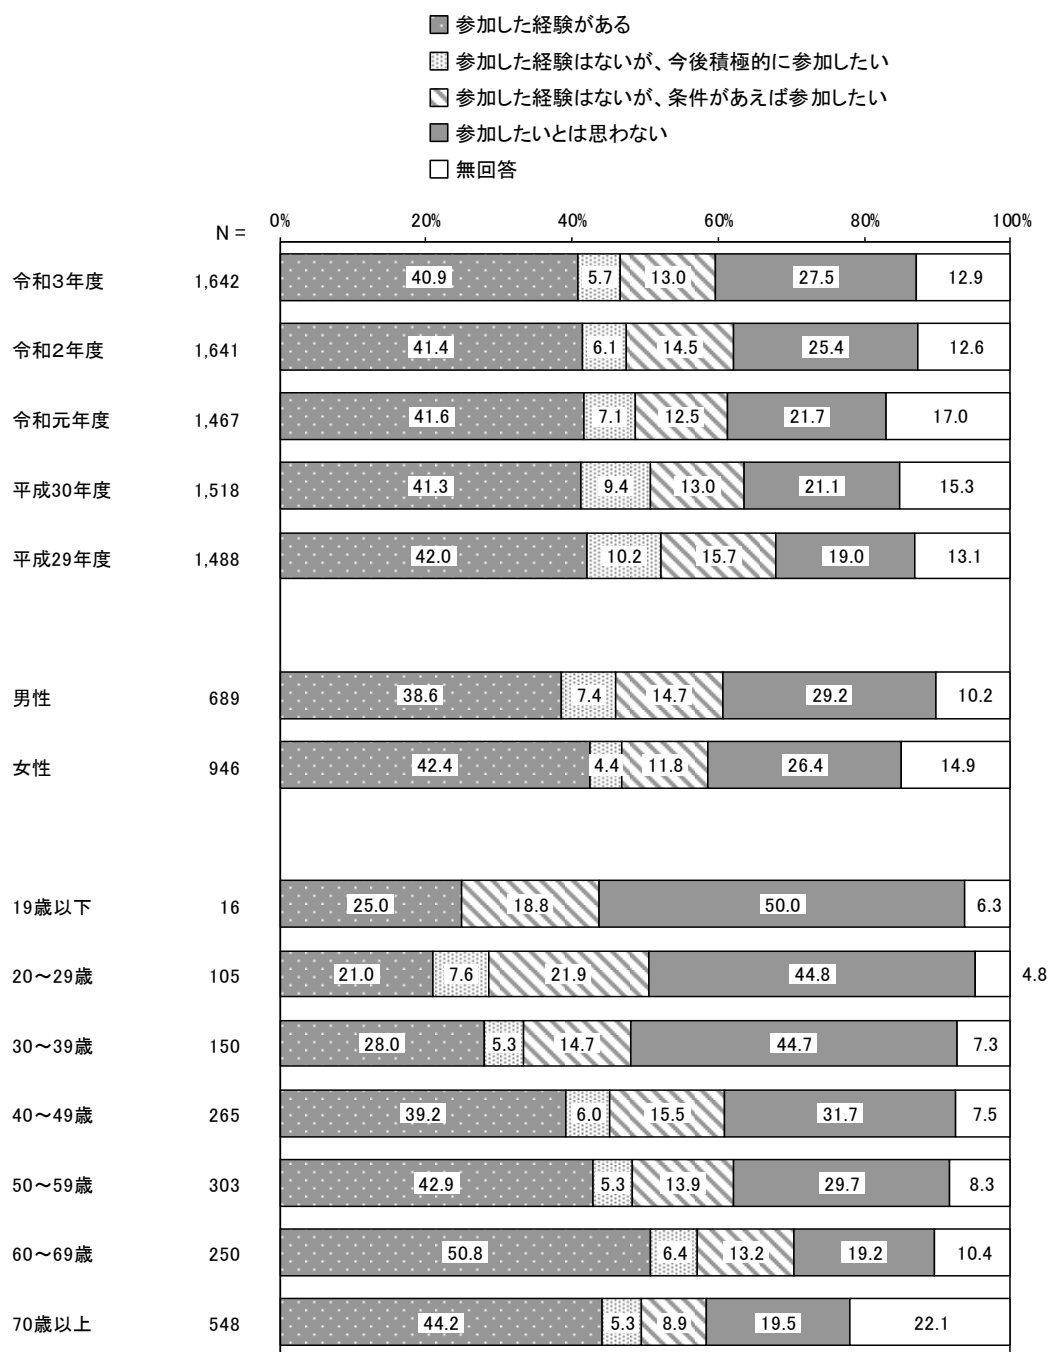 参加した経験がある
参加した経験はないが、今後積極的に参加したい
参加した経験はないが、条件があえば参加したい
参加したいとは思わない
無回答
N = 0% 20% 40% 60% 80% 100%
令和3年度 1,642 40.9 5.7 13.0 27.5 12.9
令和2年度 1,641 41.4 6.1 14.5 25.4 12.6
令和元年度 1,467 41.6 7.1 12.5 21.7 17.0
平成30年度 1,518 41.3 9.4 13.0 21.1 15.3
平成29年度 1,488 42.0 10.2 15.7 19.0 13.1
男性 689 38.6 7.4 14.7 29.2 10.2
女性 946 42.4 4.4 11.8 26.4 14.9
19歳以下 16 25.0 18.8 50.0 6.3
20～29歳 105 21.0 7.6 21.9 44.8 4.8
30～39歳 150 28.0 5.3 14.7 44.7 7.3
40～49歳 265 39.2 6.0 15.5 31.7 7.5
50～59歳 303 42.9 5.3 13.9 29.7 8.3
60～69歳 250 50.8 6.4 13.2 19.2 10.4
70歳以上 548 44.2 5.3 8.9 19.5 22.1